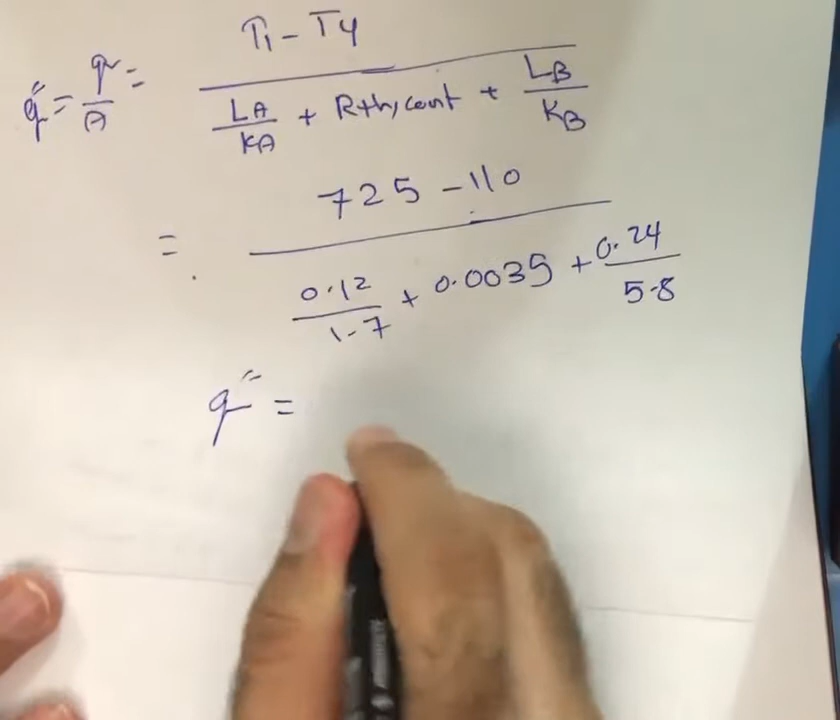 q″ = q/A = T1 - T4
LA/KA + Rth,cont + LB/KB
= 725 - 110
0.12/1.7 + 0.0035 + 0.24/5.8
q″ =